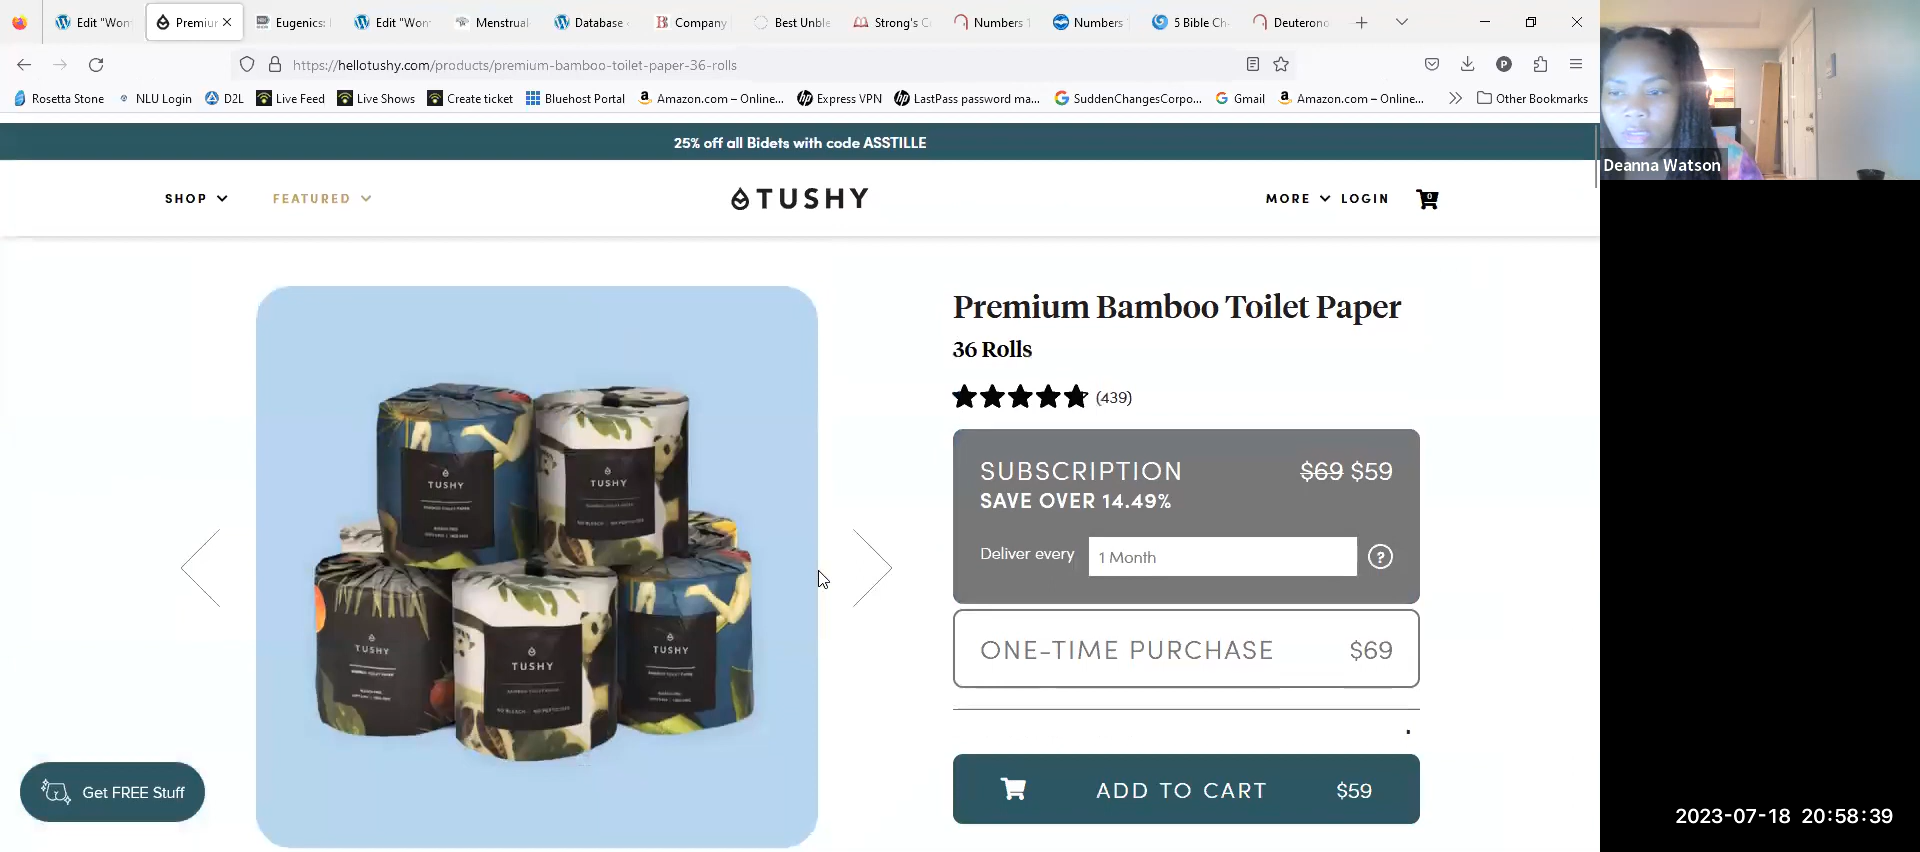 Edit "Won
Premium
Eugenics:
Edit "Won
Menstrual
Database
Company
Best Unble
Strong's C
Numbers 1
Numbers
5 Bible Ch
Deuterono
https://hellotushy.com/products/premium-bamboo-toilet-paper-36-rolls
Rosetta Stone
NLU Login
D2L
Live Feed
Live Shows
Create ticket
Bluehost Portal
Amazon.com – Online...
Express VPN
LastPass password ma...
SuddenChangesCorpo...
Gmail
Amazon.com – Online...
Other Bookmarks
25% off all Bidets with code ASSTILLE
SHOP
FEATURED
TUSHY
MORE
LOGIN
0
Premium Bamboo Toilet Paper
36 Rolls
(439)
SUBSCRIPTION $69 $59
SAVE OVER 14.49%
Deliver every 1 Month ?
ONE-TIME PURCHASE $69
ADD TO CART $59
TUSHY
TUSHY
TUSHY
TUSHY
TUSHY
Get FREE Stuff
Deanna Watson
2023-07-18 20:58:39